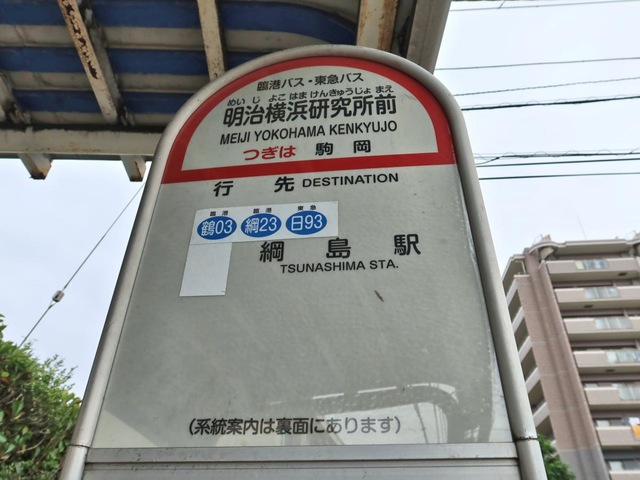 臨港バス・東急バス
めいじよこはまけんきゅうじょまえ
明治横浜研究所前
MEIJI YOKOHAMA KENKYUJO
つぎは 駒岡
行先 DESTINATION
臨港 臨港 東急
鶴03 綱23 日93
綱島駅
TSUNASHIMA STA.
(系統案内は裏面にあります)